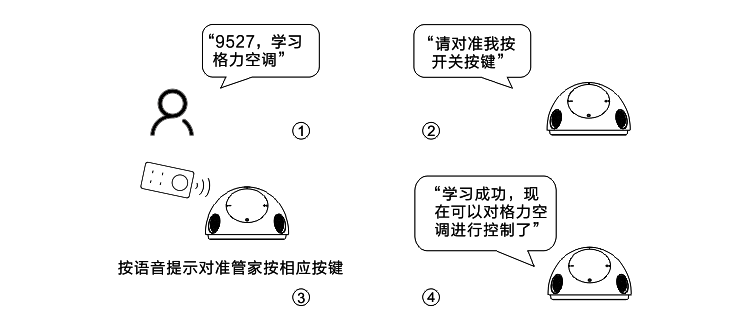 “9527，学习
格力空调”
①
“请对准我按
开关按键”
②
按语音提示对准管家按相应按键
③
“学习成功，现
在可以对格力空
调进行控制了”
④